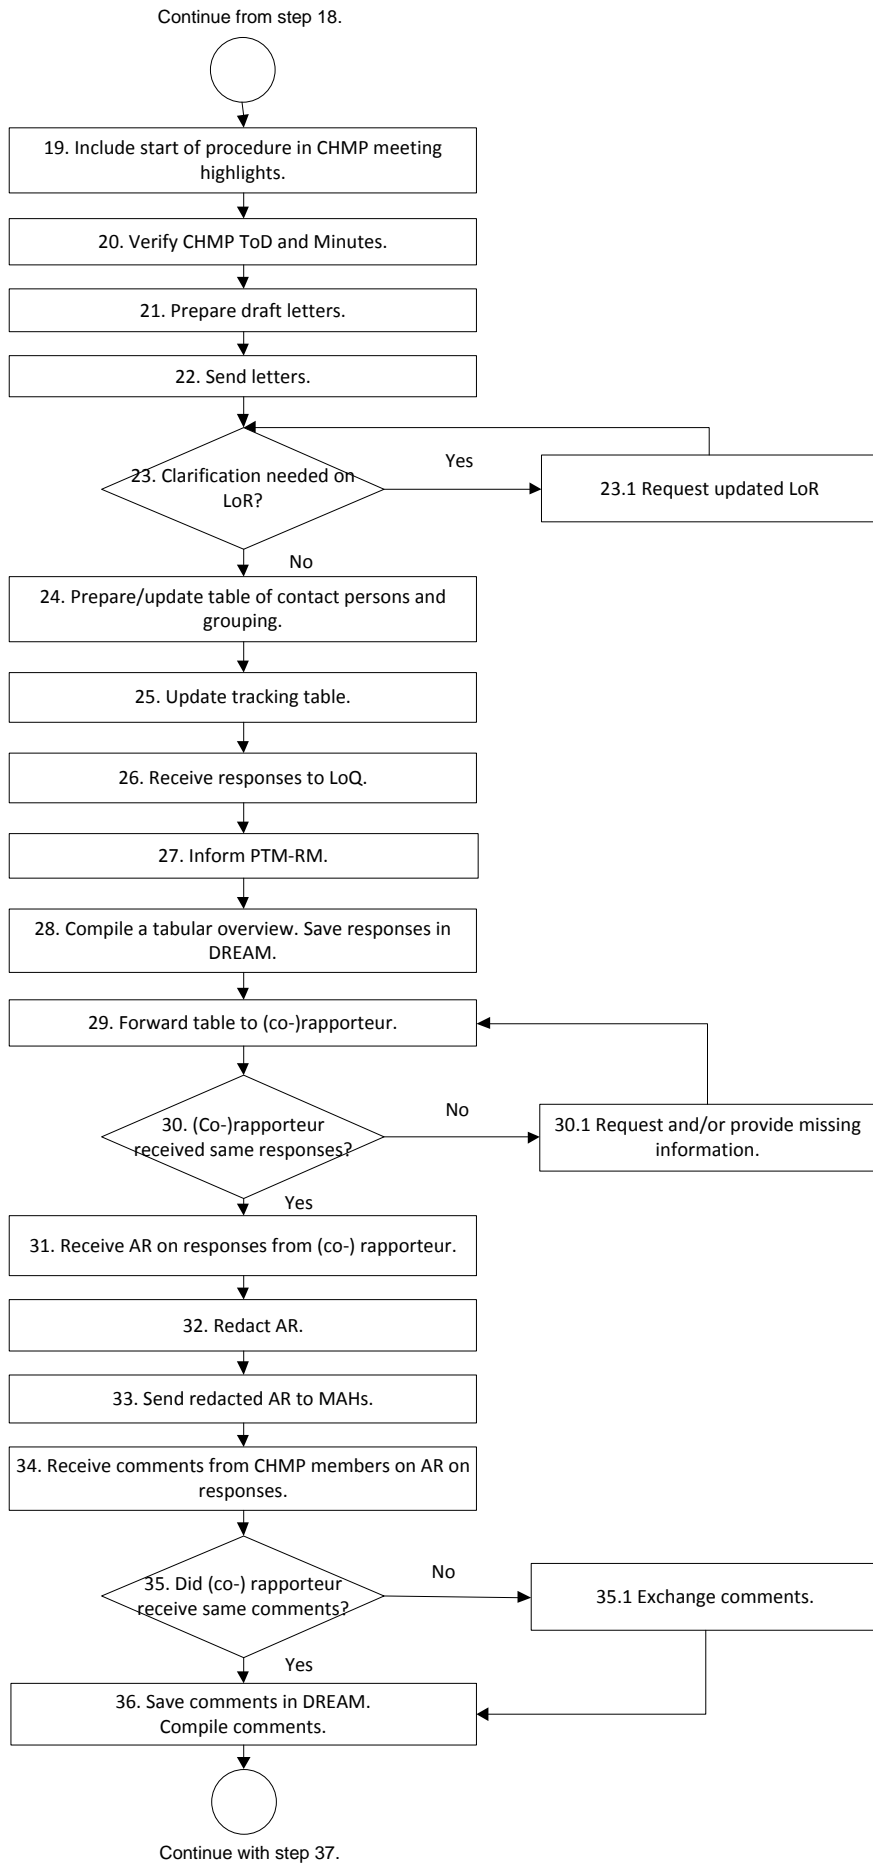 Continue from step 18.
19. Include start of procedure in CHMP meeting
highlights.
20. Verify CHMP ToD and Minutes.
21. Prepare draft letters.
22. Send letters.
23. Clarification needed on
LoR?
Yes
23.1 Request updated LoR
No
24. Prepare/update table of contact persons and
grouping.
25. Update tracking table.
26. Receive responses to LoQ.
27. Inform PTM-RM.
28. Compile a tabular overview. Save responses in
DREAM.
29. Forward table to (co-)rapporteur.
30. (Co-)rapporteur
received same responses?
No
30.1 Request and/or provide missing
information.
Yes
31. Receive AR on responses from (co-) rapporteur.
32. Redact AR.
33. Send redacted AR to MAHs.
34. Receive comments from CHMP members on AR on
responses.
35. Did (co-) rapporteur
receive same comments?
No
35.1 Exchange comments.
Yes
36. Save comments in DREAM.
Compile comments.
Continue with step 37.